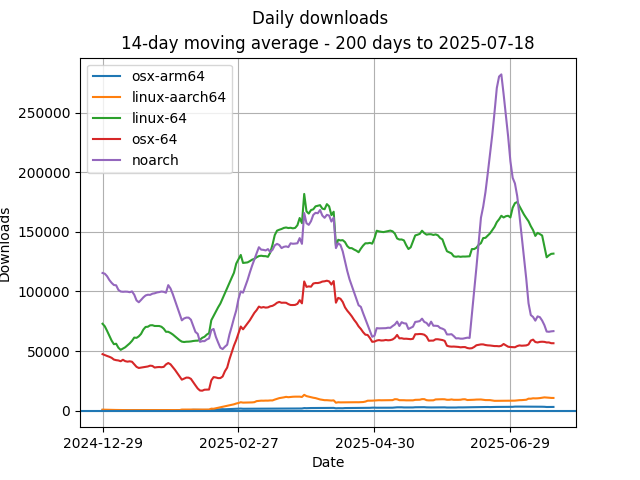 Daily downloads
14-day moving average - 200 days to 2025-07-18
osx-arm64
linux-aarch64
linux-64
osx-64
noarch
250000
200000
150000
100000
50000
0
Downloads
2024-12-29
2025-02-27
2025-04-30
2025-06-29
Date